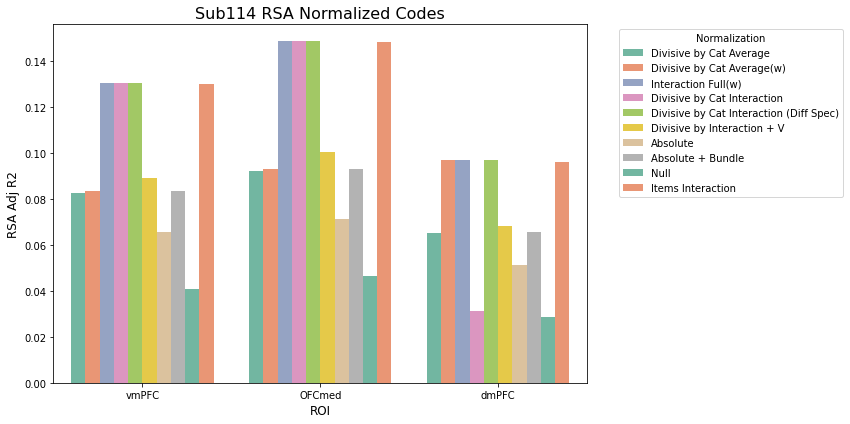 Sub114 RSA Normalized Codes
RSA Adj R2
0.14
0.12
0.10
0.08
0.06
0.04
0.02
0.00
vmPFC
OFCmed
dmPFC
ROI
Normalization
Divisive by Cat Average
Divisive by Cat Average(w)
Interaction Full(w)
Divisive by Cat Interaction
Divisive by Cat Interaction (Diff Spec)
Divisive by Interaction + V
Absolute
Absolute + Bundle
Null
Items Interaction